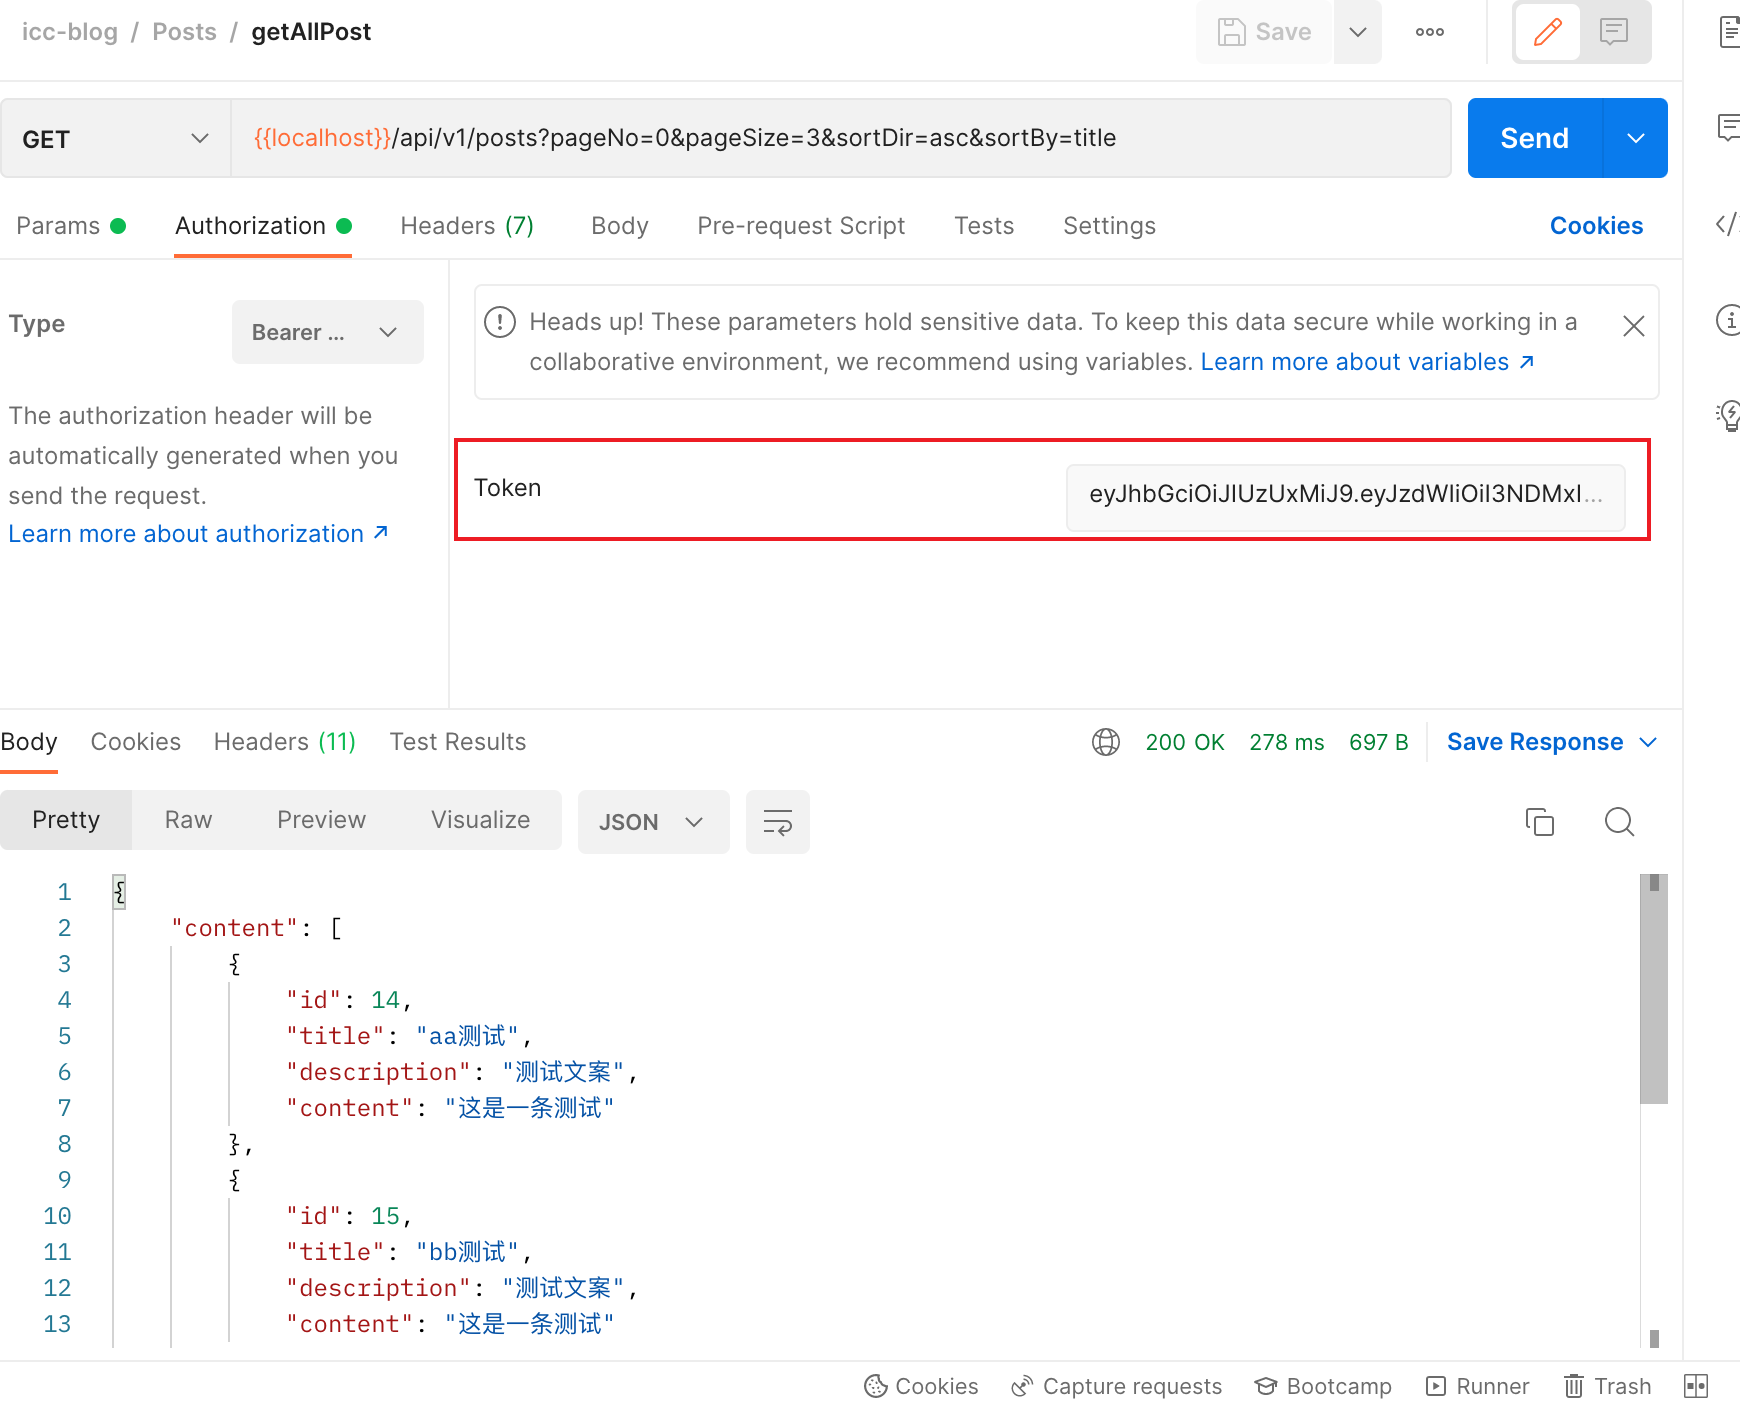 icc-blog / Posts / getAllPost
Save
GET
{{localhost}}/api/v1/posts?pageNo=0&pageSize=3&sortDir=asc&sortBy=title
Send
Params
Authorization
Headers (7)
Body
Pre-request Script
Tests
Settings
Cookies
Type
Bearer ...
The authorization header will be
automatically generated when you
send the request.
Learn more about authorization ↗
Heads up! These parameters hold sensitive data. To keep this data secure while working in a
collaborative environment, we recommend using variables. Learn more about variables ↗
Token
eyJhbGciOiJIUzUxMiJ9.eyJzdWIiOiI3NDMxI...
Body
Cookies
Headers (11)
Test Results
200 OK
278 ms
697 B
Save Response
Pretty
Raw
Preview
Visualize
JSON
1 {
2 "content": [
3 {
4 "id": 14,
5 "title": "aa测试",
6 "description": "测试文案",
7 "content": "这是一条测试"
8 },
9 {
10 "id": 15,
11 "title": "bb测试",
12 "description": "测试文案",
13 "content": "这是一条测试"
Cookies
Capture requests
Bootcamp
Runner
Trash